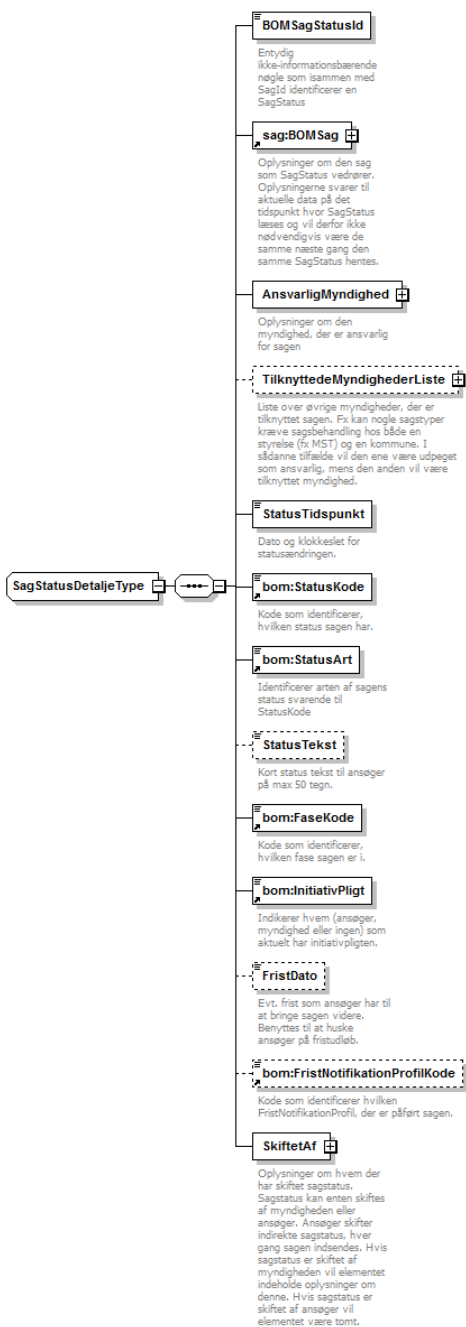 BOMSagStatusId
Entydig
ikke-informationsbærende
nøgle som isammen med
SagId identificerer en
SagStatus
sag:BOMSag
Oplysninger om den sag
som SagStatus vedrører.
Oplysningerne svarer til
aktuelle data på det
tidspunkt hvor SagStatus
læses og vil derfor ikke
nødvendigvis være de
samme næste gang den
samme SagStatus hentes.
AnsvarligMyndighed
Oplysninger om den
myndighed, der er ansvarlig
for sagen
TilknyttedeMyndighederListe
Liste over øvrige myndigheder, der er
tilknyttet sagen. Fx kan nogle sagstyper
kræve sagsbehandling hos både en
styrelse (fx MST) og en kommune. I
sådanne tilfælde vil den ene være udpeget
som ansvarlig, mens den anden vil være
tilknyttet myndighed.
StatusTidspunkt
Dato og klokkeslet for
statusændringen.
SagStatusDetaljeType
bom:StatusKode
Kode som identificerer,
hvilken status sagen har.
bom:StatusArt
Identificerer arten af sagens
status svarende til
StatusKode
StatusTekst
Kort status tekst til ansøger
på max 50 tegn.
bom:FaseKode
Kode som identificerer,
hvilken fase sagen er i.
bom:InitiativPligt
Indikerer hvem (ansøger,
myndighed eller ingen) som
aktuelt har initiativpligten.
FristDato
Evt. frist som ansøger har til
at bringe sagen videre.
Benyttes til at huske
ansøger på fristudløb.
bom:FristNotifikationProfilKode
Kode som identificerer hvilken
FristNotifikationProfil, der er påført sagen.
SkiftetAf
Oplysninger om hvem der
har skiftet sagstatus.
Sagstatus kan enten skiftes
af myndigheden eller
ansøger. Ansøger skifter
indirekte sagstatus, hver
gang sagen indsendes. Hvis
sagstatus er skiftet af
myndigheden vil elementet
indeholde oplysninger om
denne. Hvis sagstatus er
skiftet af ansøger vil
elementet være tomt.